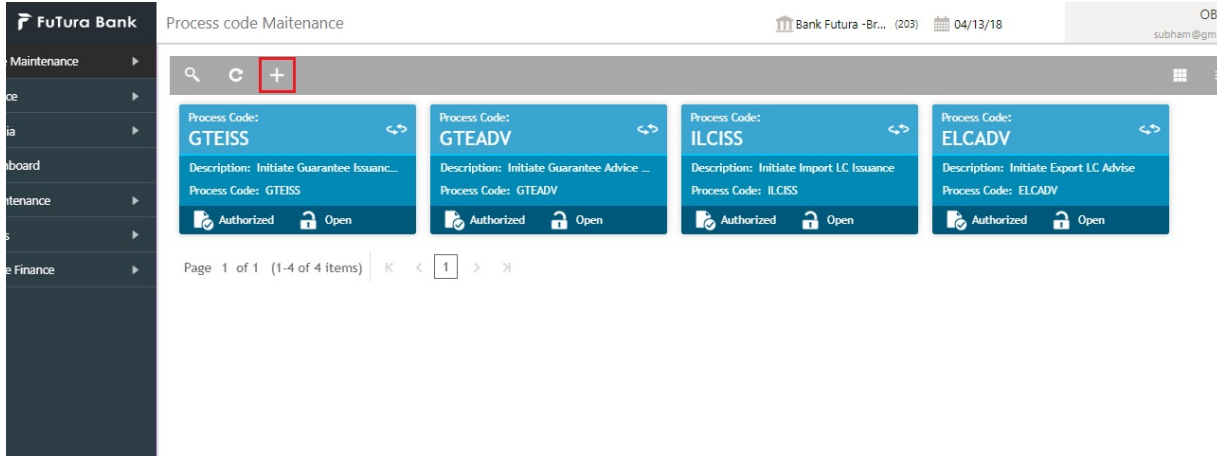 FuTura Bank
Process code Maitenance
Bank Futura -Br... (203)
04/13/18
OB
subham@gm
Maintenance
ce
ia
nboard
ntenance
s
e Finance
Process Code:
GTEISS
Description: Initiate Guarantee Issuanc...
Process Code: GTEISS
Authorized Open
Process Code:
GTEADV
Description: Initiate Guarantee Advice ...
Process Code: GTEADV
Authorized Open
Process Code:
ILCISS
Description: Initiate Import LC Issuance
Process Code: ILCISS
Authorized Open
Process Code:
ELCADV
Description: Initiate Export LC Advise
Process Code: ELCADV
Authorized Open
Page 1 of 1 (1-4 of 4 items) K < 1 > >|